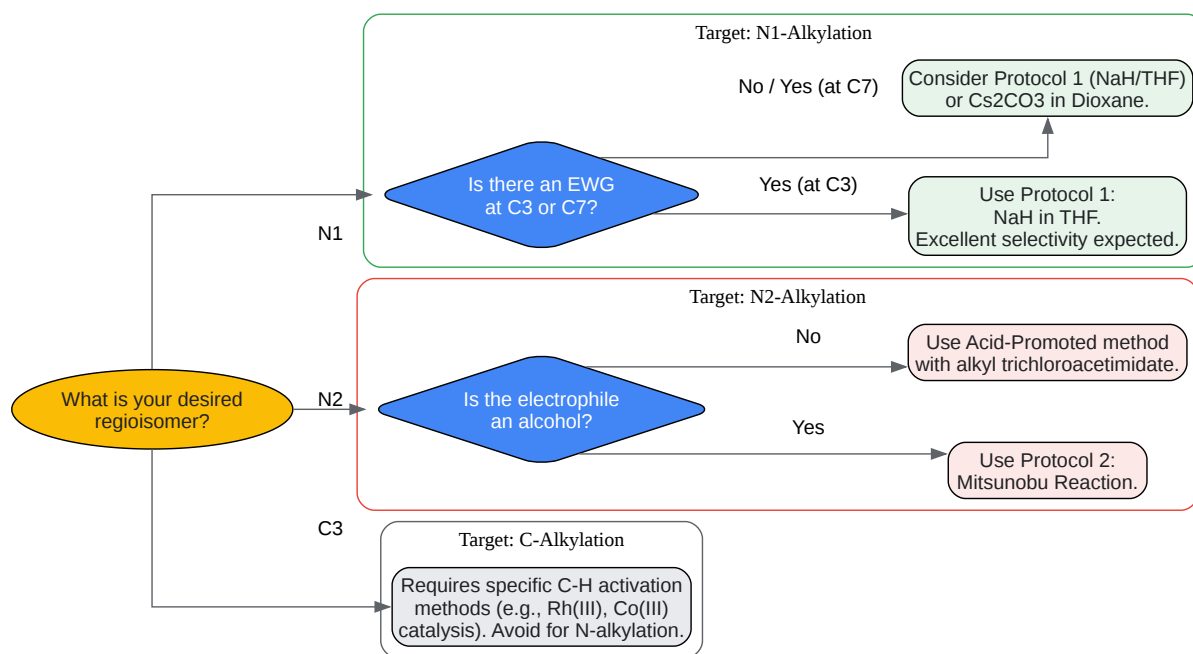 Target: N1-Alkylation
No / Yes (at C7)
Consider Protocol 1 (NaH/THF)
or Cs2CO3 in Dioxane.
Is there an EWG
at C3 or C7?
Yes (at C3)
Use Protocol 1:
NaH in THF.
Excellent selectivity expected.
N1
Target: N2-Alkylation
No
Use Acid-Promoted method
with alkyl trichloroacetimidate.
What is your desired
regioisomer?
N2
Is the electrophile
an alcohol?
Yes
Use Protocol 2:
Mitsunobu Reaction.
C3
Target: C-Alkylation
Requires specific C-H activation
methods (e.g., Rh(III), Co(III)
catalysis). Avoid for N-alkylation.